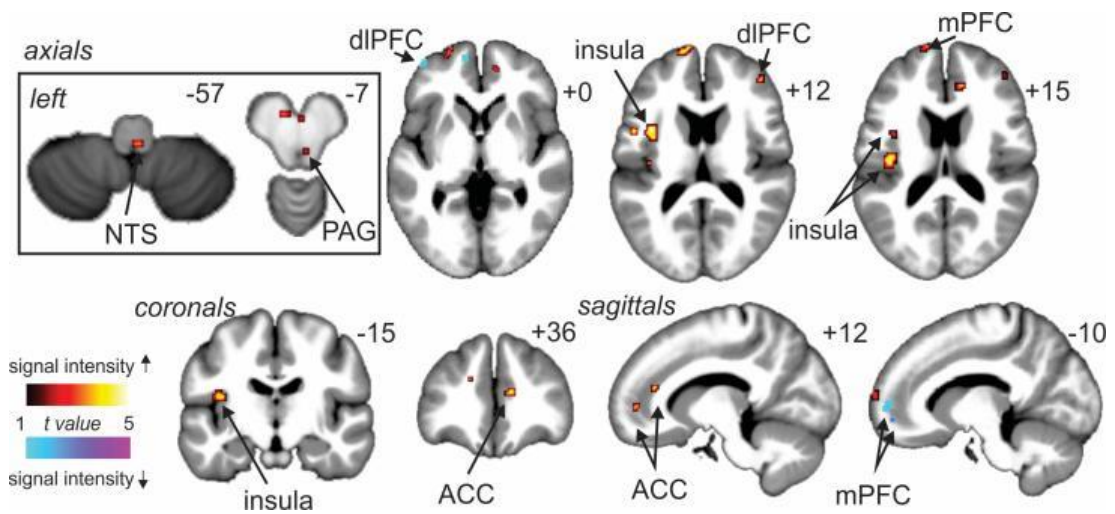 axials
left
-57
-7
NTS
PAG
dlPFC
+0
insula
dlPFC
+12
mPFC
+15
insula
coronals
-15
insula
+36
ACC
sagittals
+12
ACC
-10
mPFC
signal intensity ↑
1 t value 5
signal intensity ↓